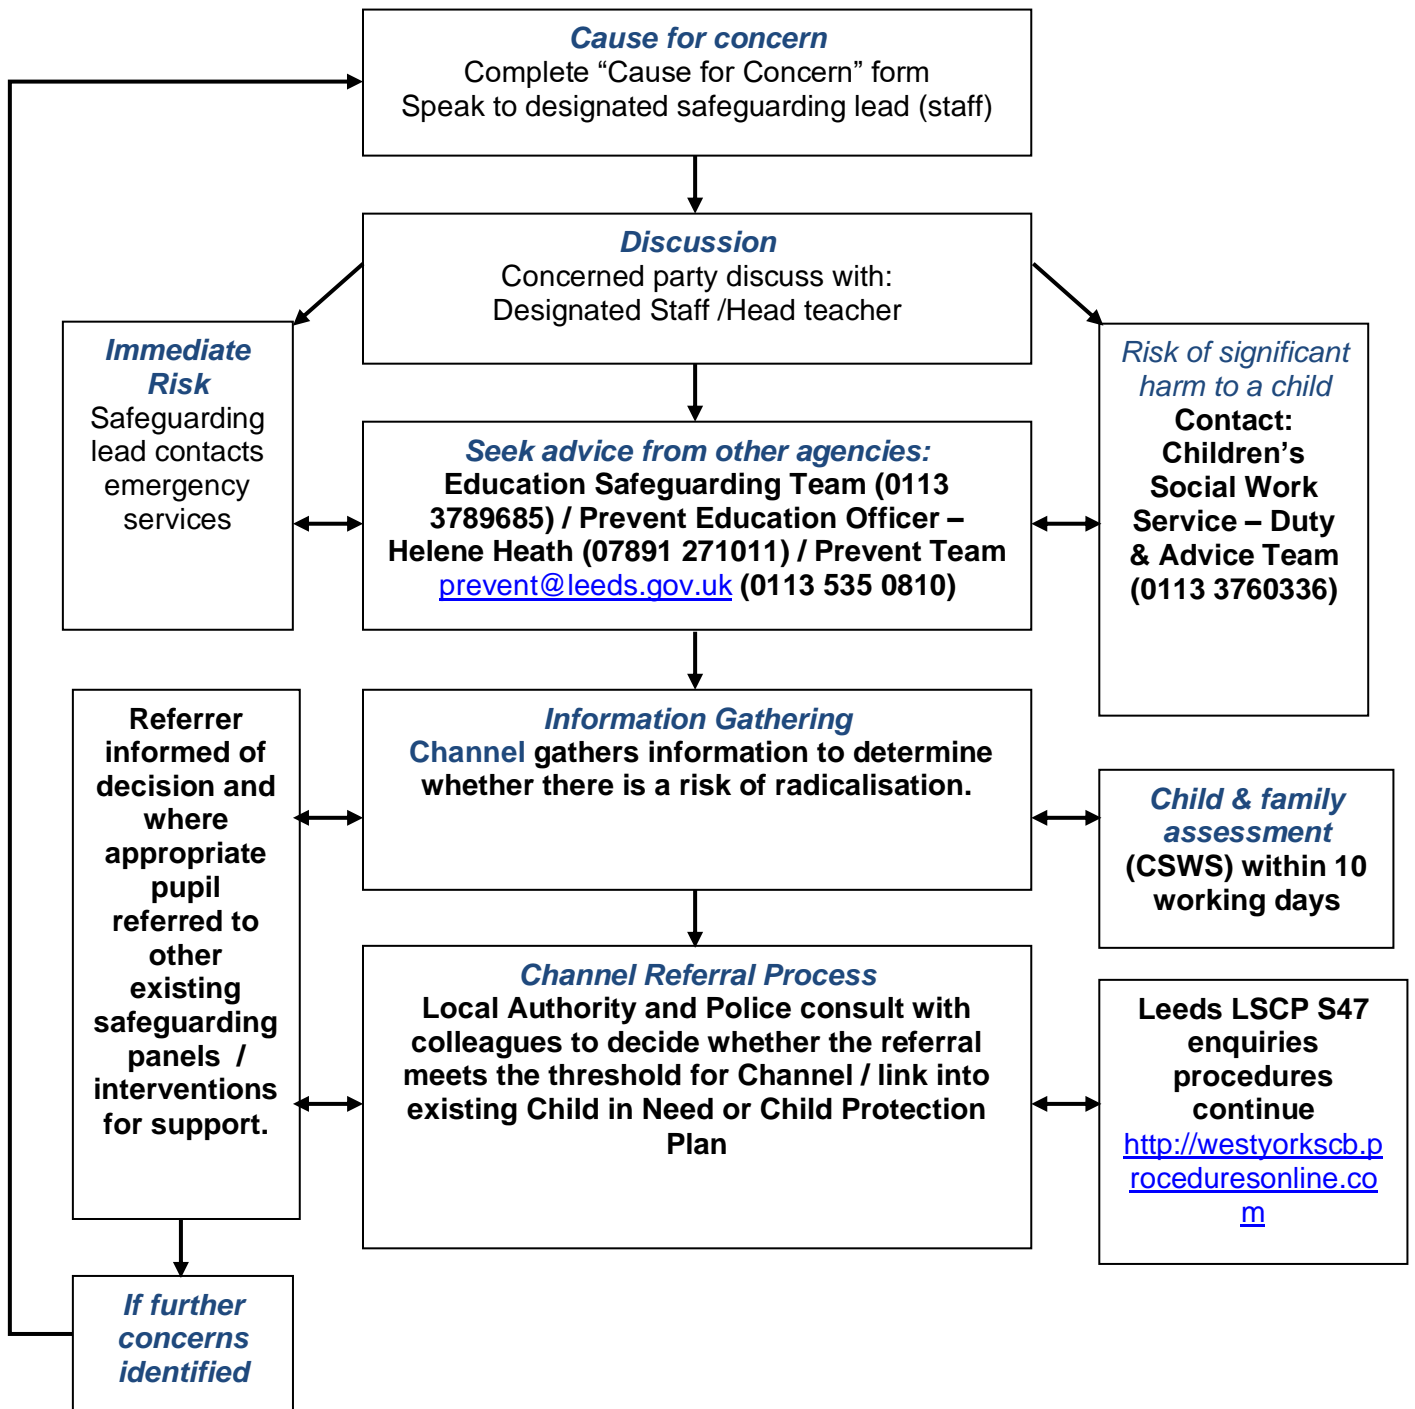 Cause for concern
Complete “Cause for Concern” form
Speak to designated safeguarding lead (staff)
Discussion
Concerned party discuss with:
Designated Staff /Head teacher
Immediate
Risk
Safeguarding
lead contacts
emergency
services
Seek advice from other agencies:
Education Safeguarding Team (0113
3789685) / Prevent Education Officer –
Helene Heath (07891 271011) / Prevent Team
prevent@leeds.gov.uk (0113 535 0810)
Risk of significant
harm to a child
Contact:
Children’s
Social Work
Service – Duty
& Advice Team
(0113 3760336)
Referrer
informed of
decision and
where
appropriate
pupil
referred to
other
existing
safeguarding
panels /
interventions
for support.
Information Gathering
Channel gathers information to determine
whether there is a risk of radicalisation.
Child & family
assessment
(CSWS) within 10
working days
Channel Referral Process
Local Authority and Police consult with
colleagues to decide whether the referral
meets the threshold for Channel / link into
existing Child in Need or Child Protection
Plan
Leeds LSCP S47
enquiries
procedures
continue
http://westyorkscb.p
roceduresonline.co
m
If further
concerns
identified